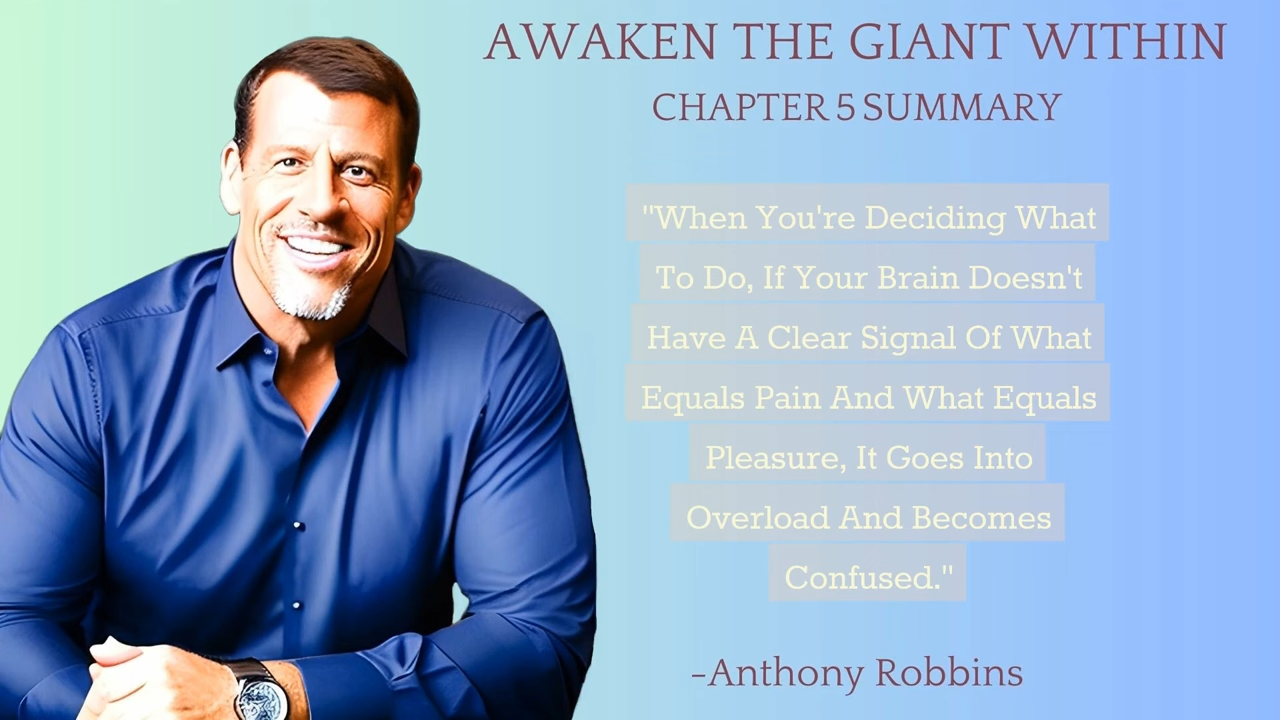 AWAKEN THE GIANT WITHIN
CHAPTER 5 SUMMARY
"When You're Deciding What
To Do, If Your Brain Doesn't
Have A Clear Signal Of What
Equals Pain And What Equals
Pleasure, It Goes Into
Overload And Becomes
Confused."
-Anthony Robbins